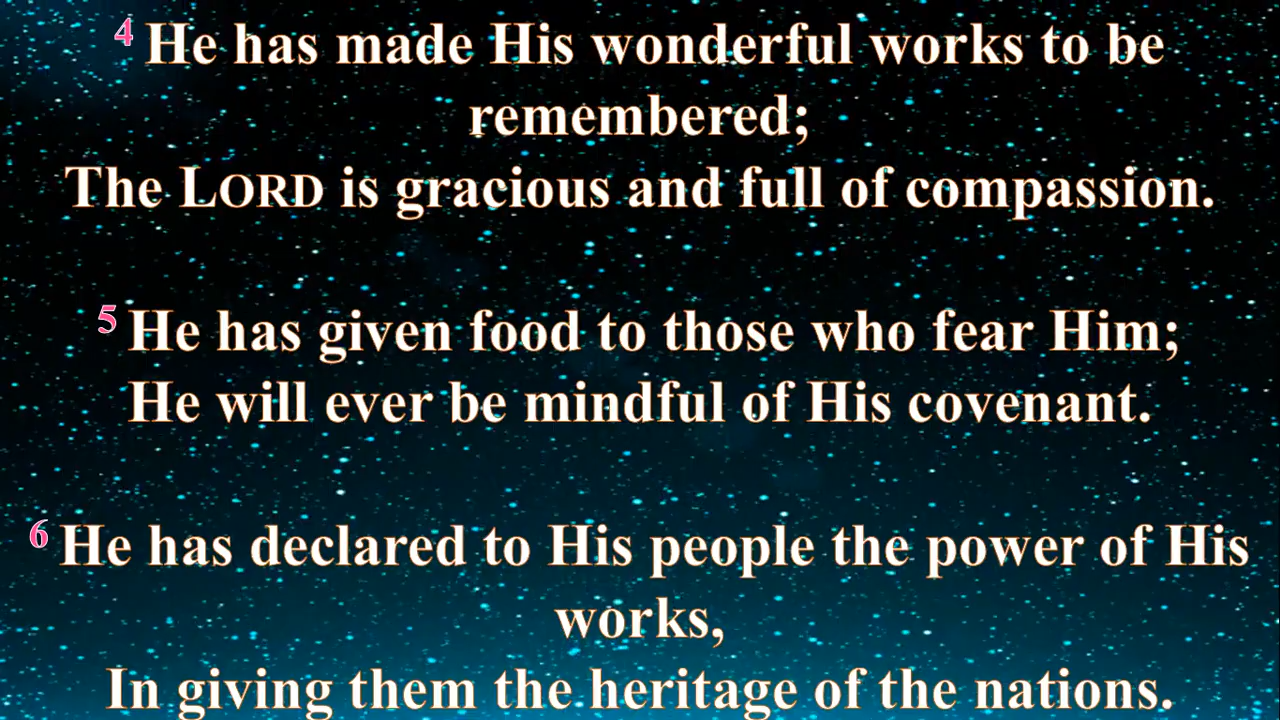 4 He has made His wonderful works to be
remembered;
The LORD is gracious and full of compassion.
5 He has given food to those who fear Him;
He will ever be mindful of His covenant.
6 He has declared to His people the power of His
works,
In giving them the heritage of the nations.